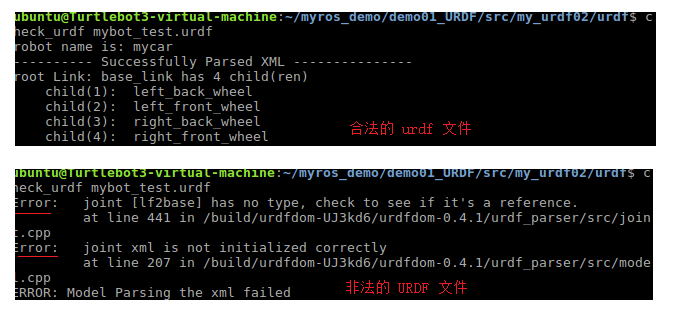 ubuntu@Turtlebot3-virtual-machine:~/myros_demo/demo01_URDF/src/my_urdf02/urdf$ c
heck_urdf mybot_test.urdf
robot name is: mycar
---------- Successfully Parsed XML ---------------
root Link: base_link has 4 child(ren)
    child(1):  left_back_wheel
    child(2):  left_front_wheel
    child(3):  right_back_wheel
    child(4):  right_front_wheel
合法的 urdf 文件
ubuntu@Turtlebot3-virtual-machine:~/myros_demo/demo01_URDF/src/my_urdf02/urdf$ c
heck_urdf mybot_test.urdf
Error:   joint [lf2base] has no type, check to see if it's a reference.
         at line 441 in /build/urdfdom-UJ3kd6/urdfdom-0.4.1/urdf_parser/src/join
t.cpp
Error:   joint xml is not initialized correctly
         at line 207 in /build/urdfdom-UJ3kd6/urdfdom-0.4.1/urdf_parser/src/mode
l.cpp
ERROR: Model Parsing the xml failed
非法的 URDF 文件